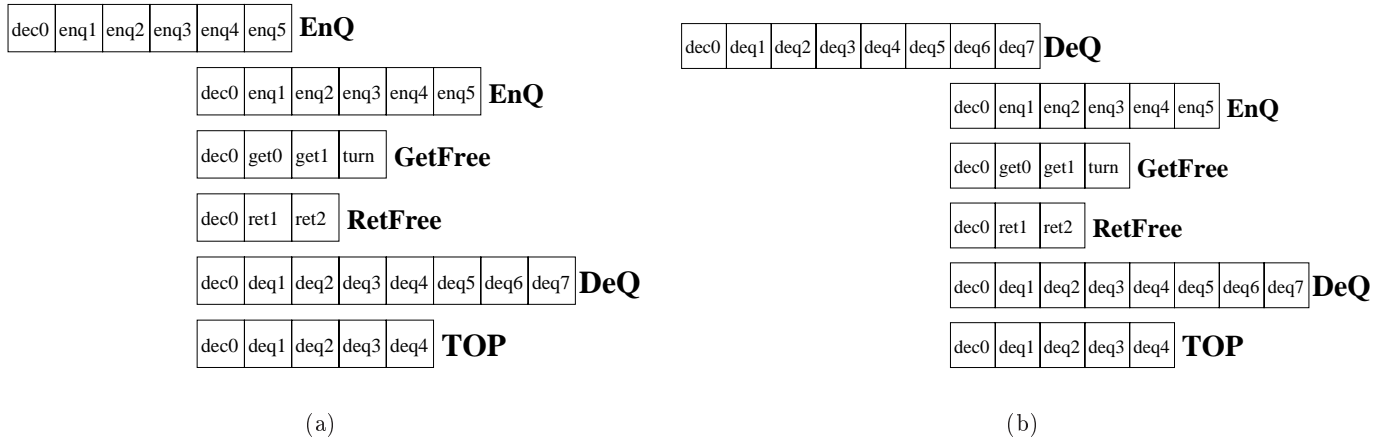 dec0 enq1 enq2 enq3 enq4 enq5 EnQ
dec0 enq1 enq2 enq3 enq4 enq5 EnQ
dec0 get0 get1 turn GetFree
dec0 ret1 ret2 RetFree
dec0 deq1 deq2 deq3 deq4 deq5 deq6 deq7 DeQ
dec0 deq1 deq2 deq3 deq4 TOP
(a)
dec0 deq1 deq2 deq3 deq4 deq5 deq6 deq7 DeQ
dec0 enq1 enq2 enq3 enq4 enq5 EnQ
dec0 get0 get1 turn GetFree
dec0 ret1 ret2 RetFree
dec0 deq1 deq2 deq3 deq4 deq5 deq6 deq7 DeQ
dec0 deq1 deq2 deq3 deq4 TOP
(b)